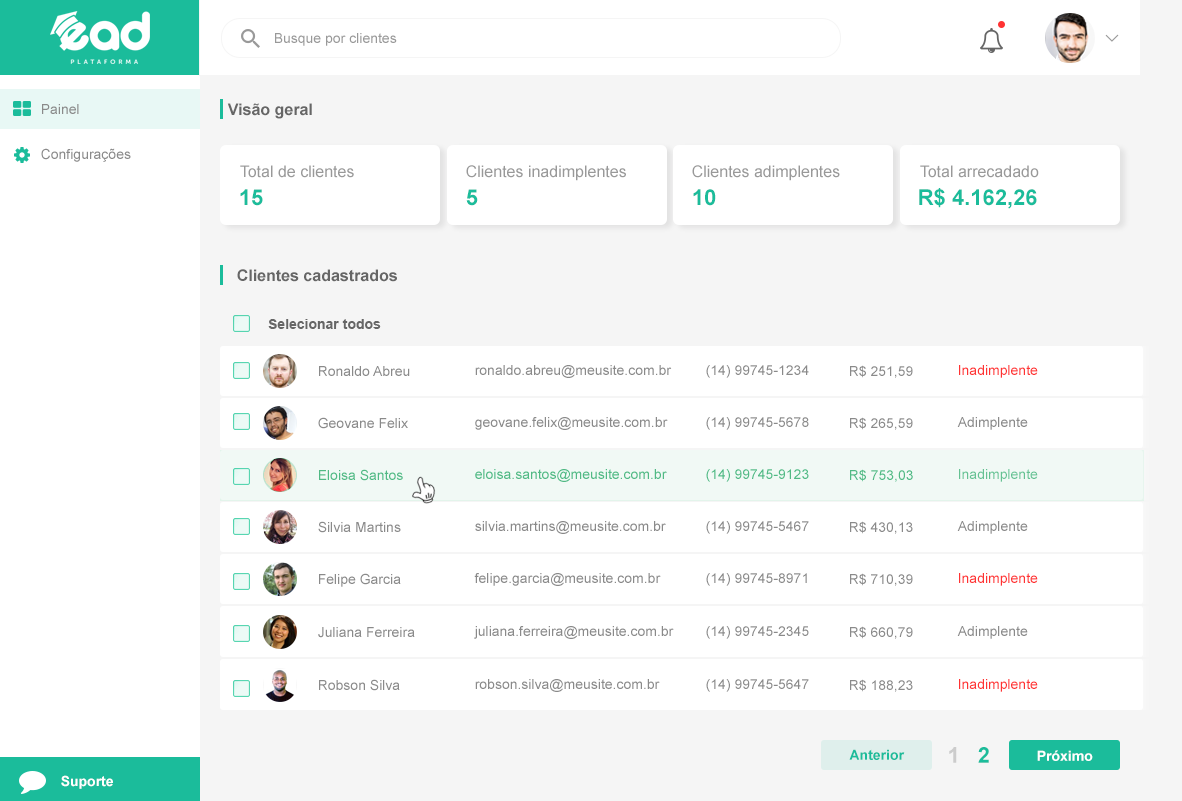 ead
PLATAFORMA
Busque por clientes
Painel
Configurações
Visão geral
Total de clientes
15
Clientes inadimplentes
5
Clientes adimplentes
10
Total arrecadado
R$ 4.162,26
Clientes cadastrados
Selecionar todos
Ronaldo Abreu ronaldo.abreu@meusite.com.br (14) 99745-1234 R$ 251,59 Inadimplente
Geovane Felix geovane.felix@meusite.com.br (14) 99745-5678 R$ 265,59 Adimplente
Eloisa Santos eloisa.santos@meusite.com.br (14) 99745-9123 R$ 753,03 Inadimplente
Silvia Martins silvia.martins@meusite.com.br (14) 99745-5467 R$ 430,13 Adimplente
Felipe Garcia felipe.garcia@meusite.com.br (14) 99745-8971 R$ 710,39 Inadimplente
Juliana Ferreira juliana.ferreira@meusite.com.br (14) 99745-2345 R$ 660,79 Adimplente
Robson Silva robson.silva@meusite.com.br (14) 99745-5647 R$ 188,23 Inadimplente
Anterior 1 2 Próximo
Suporte